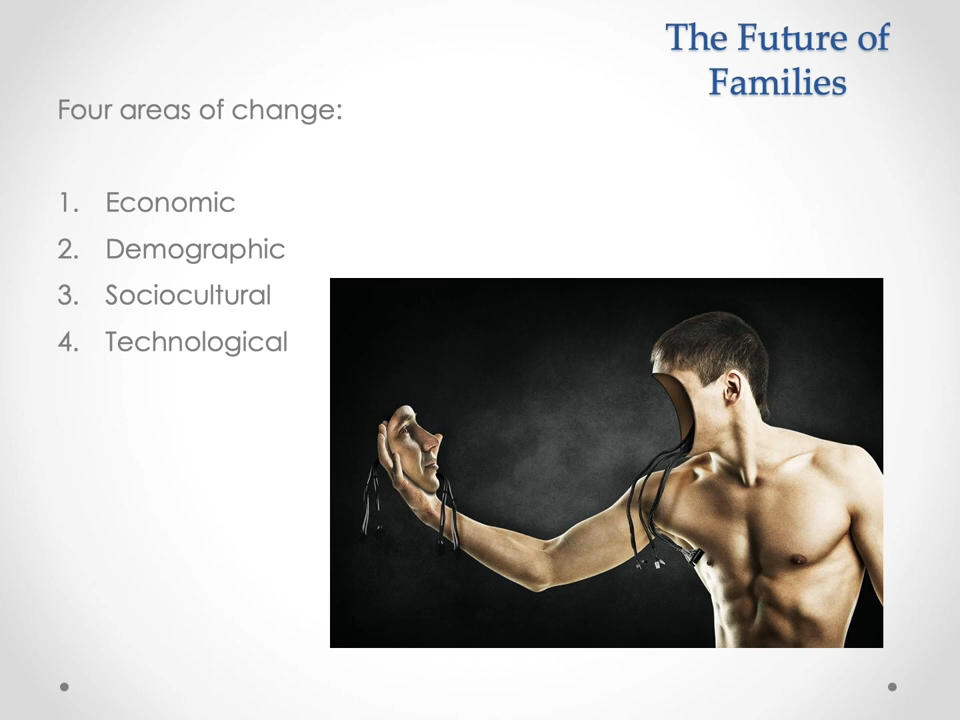 The Future of
Families
Four areas of change:
1. Economic
2. Demographic
3. Sociocultural
4. Technological